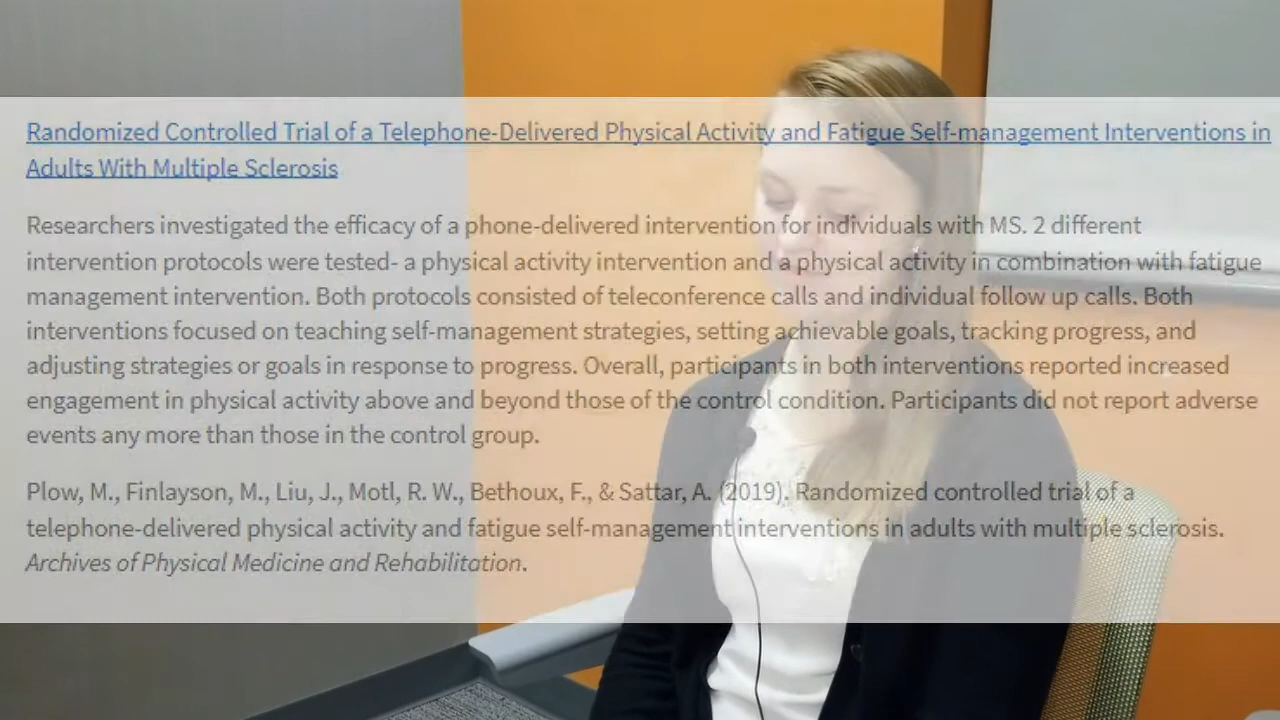 Randomized Controlled Trial of a Telephone-Delivered Physical Activity and Fatigue Self-management Interventions in
Adults With Multiple Sclerosis
Researchers investigated the efficacy of a phone-delivered intervention for individuals with MS. 2 different
intervention protocols were tested- a physical activity intervention and a physical activity in combination with fatigue
management intervention. Both protocols consisted of teleconference calls and individual follow up calls. Both
interventions focused on teaching self-management strategies, setting achievable goals, tracking progress, and
adjusting strategies or goals in response to progress. Overall, participants in both interventions reported increased
engagement in physical activity above and beyond those of the control condition. Participants did not report adverse
events any more than those in the control group.
Plow, M., Finlayson, M., Liu, J., Motl, R. W., Bethoux, F., & Sattar, A. (2019). Randomized controlled trial of a
telephone-delivered physical activity and fatigue self-management interventions in adults with multiple sclerosis.
Archives of Physical Medicine and Rehabilitation.